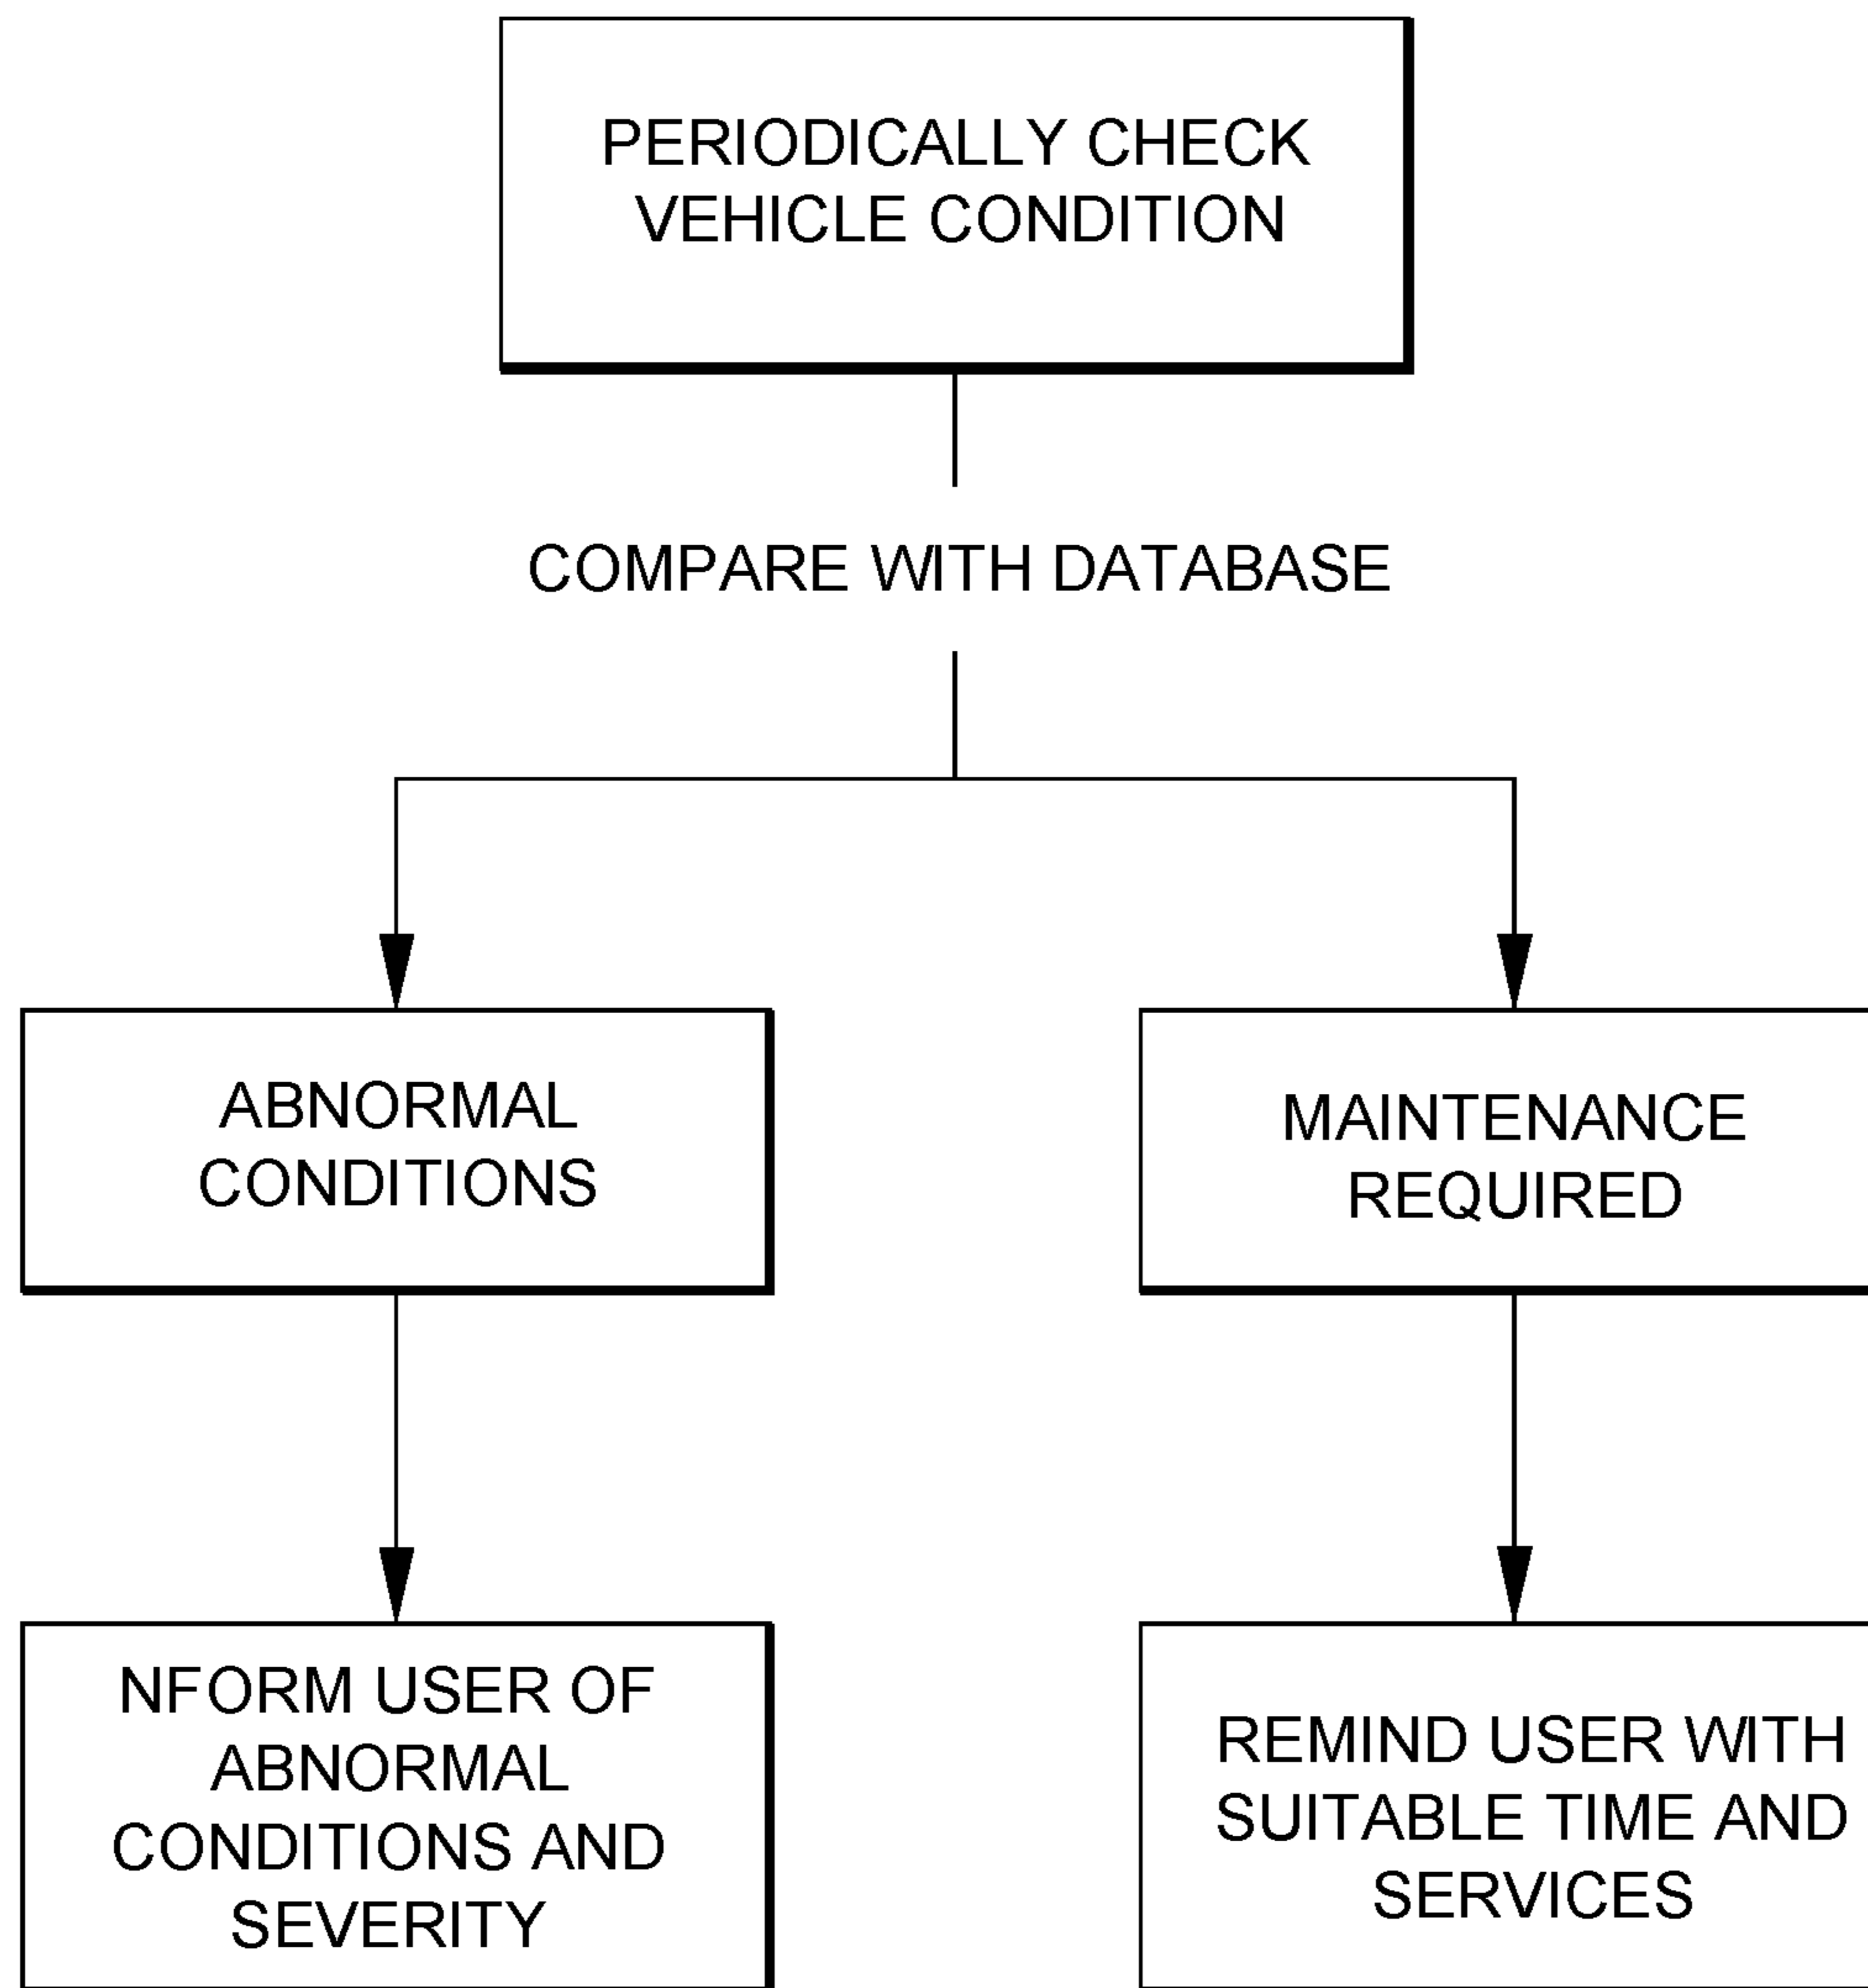 PERIODICALLY CHECK
VEHICLE CONDITION
COMPARE WITH DATABASE
ABNORMAL
CONDITIONS
MAINTENANCE
REQUIRED
NFORM USER OF
ABNORMAL
CONDITIONS AND
SEVERITY
REMIND USER WITH
SUITABLE TIME AND
SERVICES